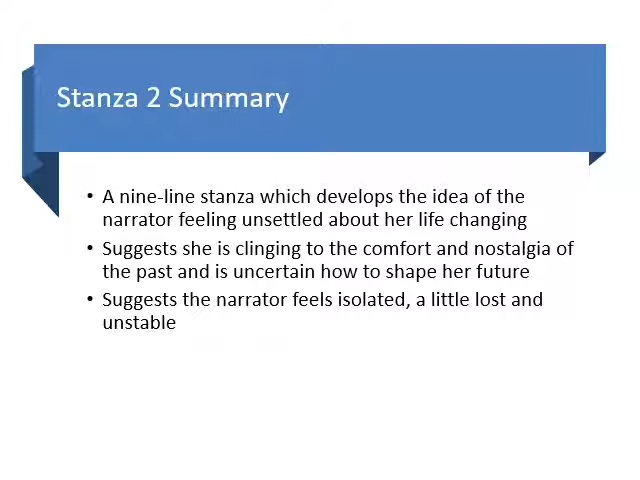 Stanza 2 Summary
• A nine-line stanza which develops the idea of the
narrator feeling unsettled about her life changing
• Suggests she is clinging to the comfort and nostalgia of
the past and is uncertain how to shape her future
• Suggests the narrator feels isolated, a little lost and
unstable